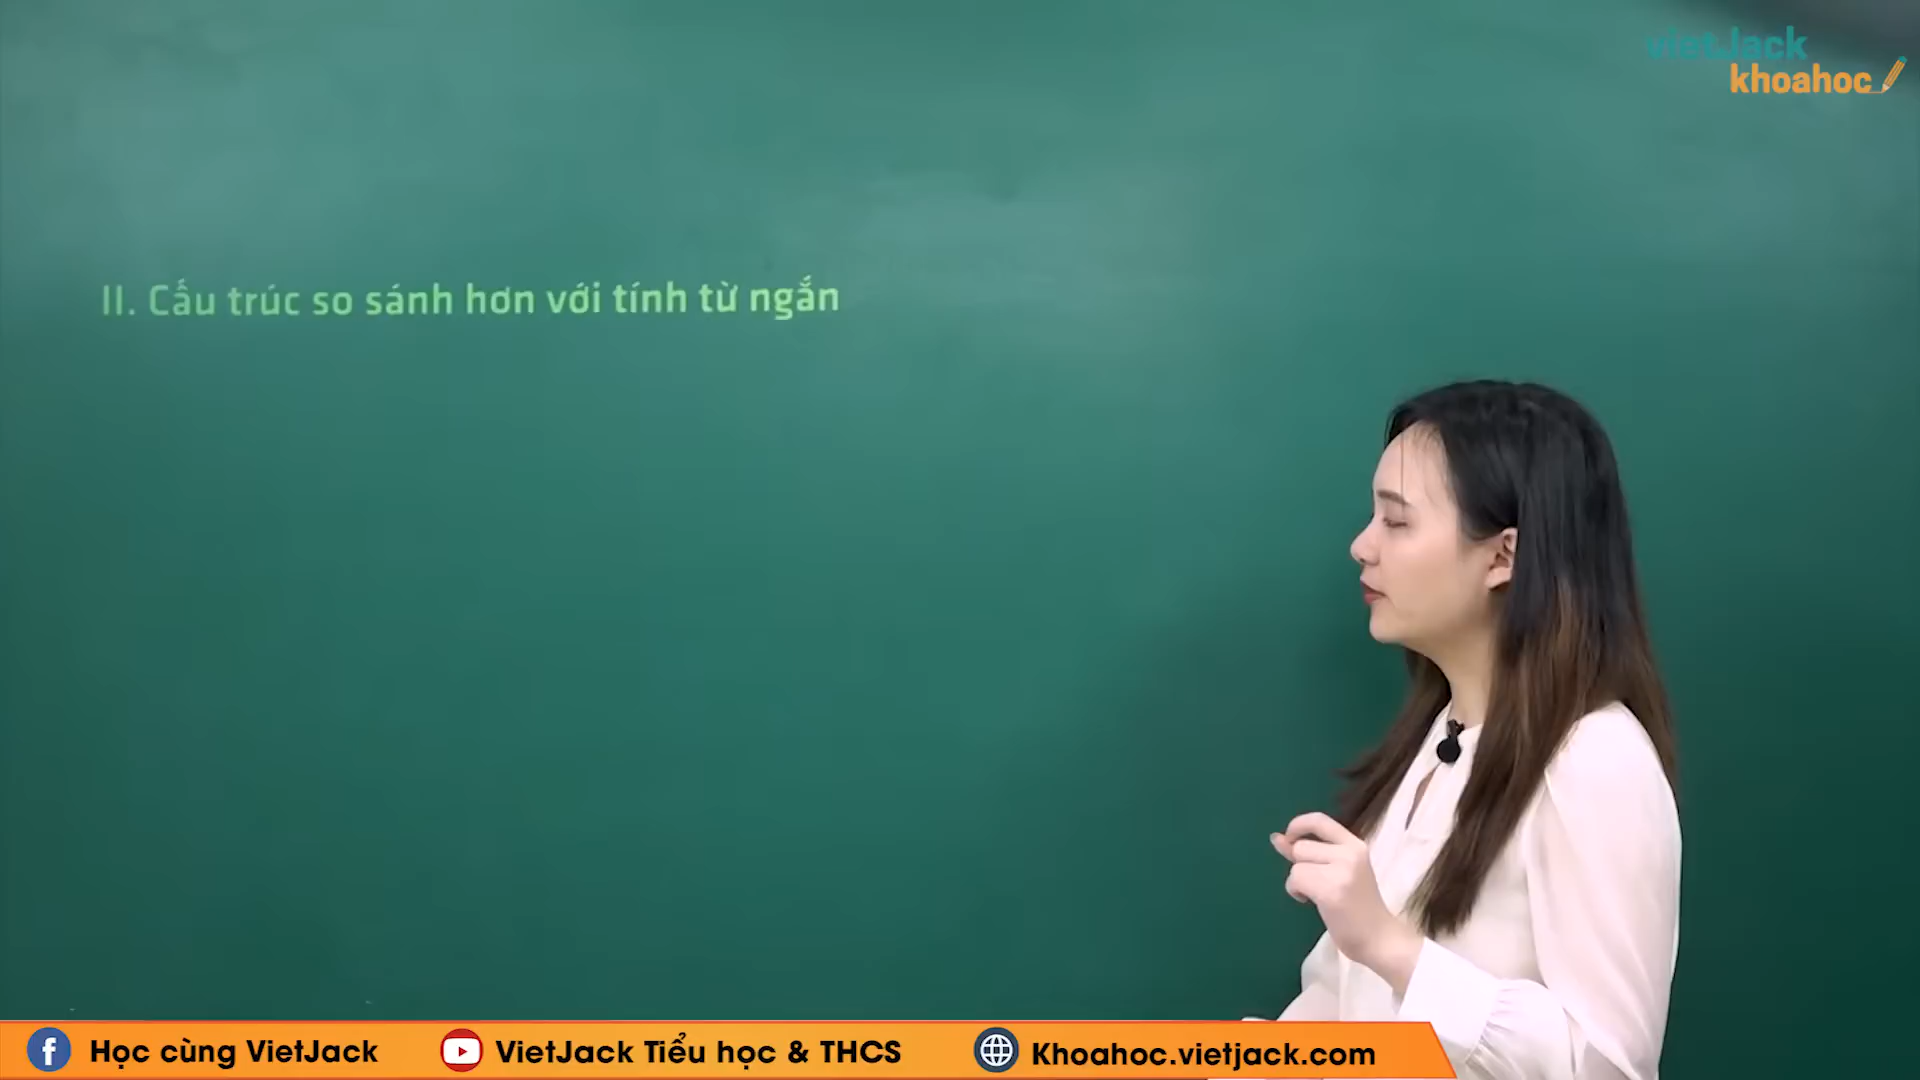 vietJack
khoahoc
II. Cấu trúc so sánh hơn với tính từ ngắn
Học cùng VietJack
VietJack Tiểu học & THCS
Khoahoc.vietjack.com